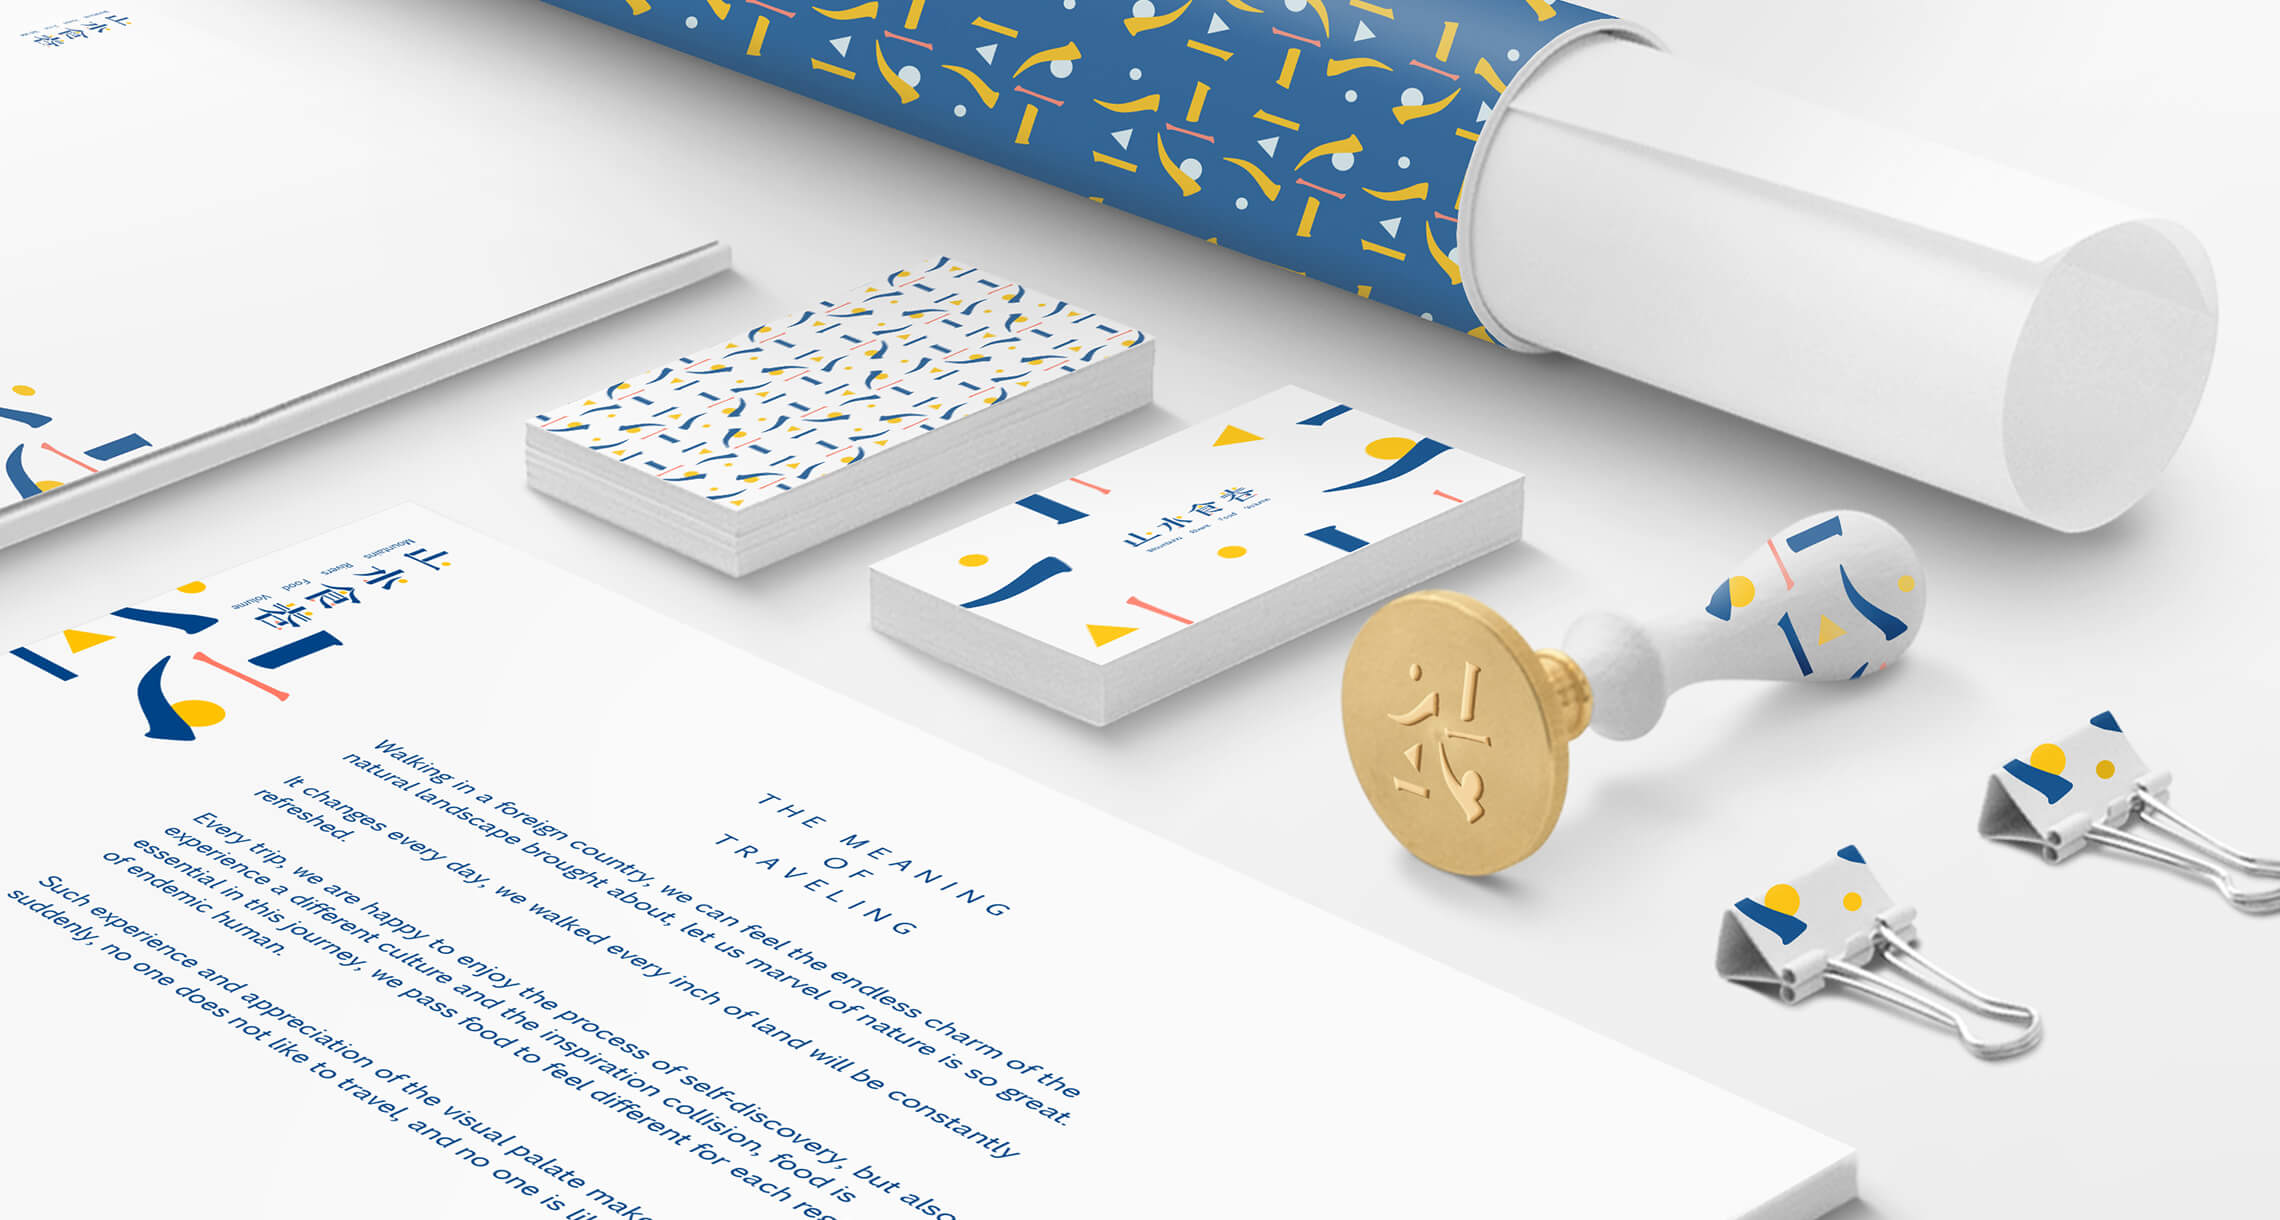 山水食卷
Mountains Rivers Food Volume
山水食卷
Mountains Rivers Food Volume
山水食卷
Mountains Rivers Food Volume
THE MEANING
OF
TRAVELING
Walking in a foreign country, we can feel the endless charm of the
natural landscape brought about, let us marvel of nature is so great.
It changes every day, we walked every inch of land will be constantly
refreshed.
Every trip, we are happy to enjoy the process of self-discovery, but also
experience a different culture and the inspiration collision, food is
essential in this journey, we pass food to feel different for each
of endemic human.
Such experience and appreciation of the visual palate
suddenly, no one does not like to travel, and no one is